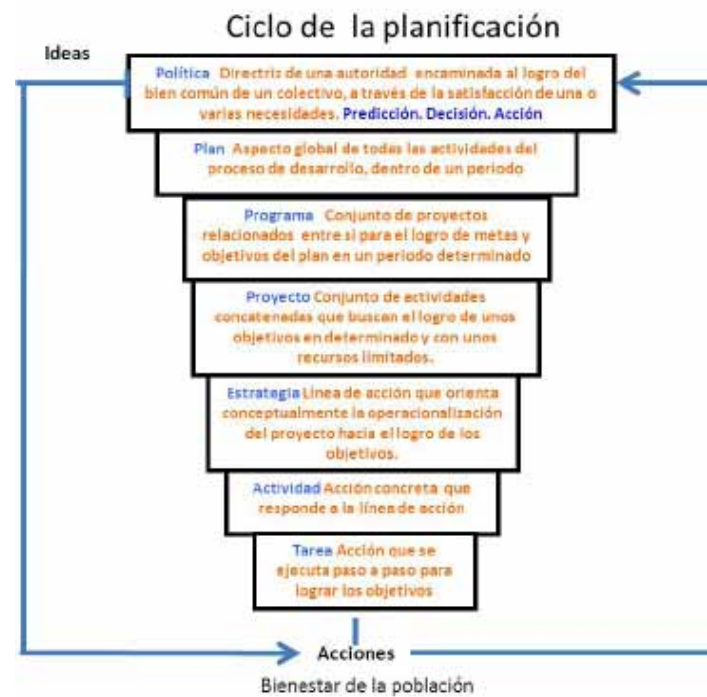 Ciclo de la planificación
Ideas
Política Directriz de una autoridad encaminada al logro del
bien común de un colectivo, a través de la satisfacción de una o
varias necesidades. Predicción. Decisión. Acción
Plan Aspecto global de todas las actividades del
proceso de desarrollo, dentro de un periodo
Programa Conjunto de proyectos
relacionados entre si para el logro de metas y
objetivos del plan en un periodo determinado
Proyecto Conjunto de actividades
concatenadas que buscan el logro de unos
objetivos en determinado y con unos
recursos limitados.
Estrategia Línea de acción que orienta
conceptualmente la operacionalización
del proyecto hacia el logro de los
objetivos.
Actividad Acción concreta que
responde a la línea de acción
Tarea Acción que se
ejecuta paso a paso para
lograr los objetivos
Acciones
Bienestar de la población